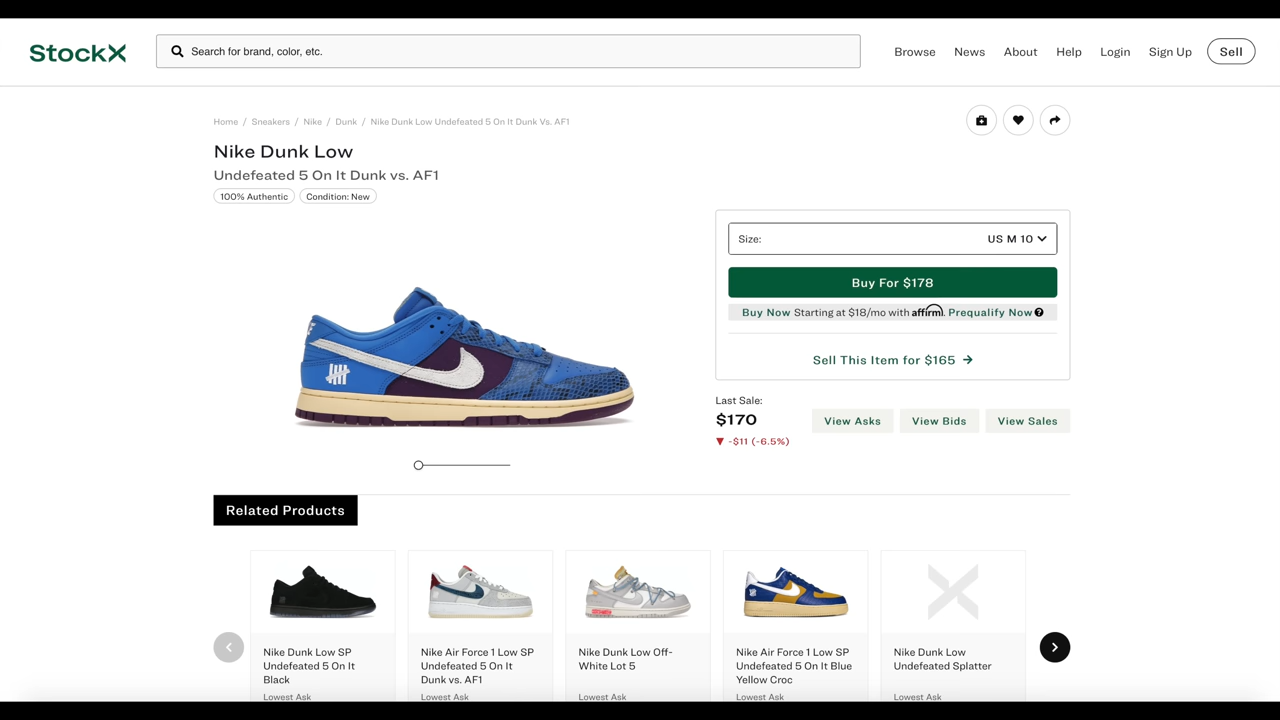 StockX
Search for brand, color, etc.
Browse
News
About
Help
Login
Sign Up
Sell
Home / Sneakers / Nike / Dunk / Nike Dunk Low Undefeated 5 On It Dunk Vs. AF1
Nike Dunk Low
Undefeated 5 On It Dunk vs. AF1
100% Authentic
Condition: New
Size:
US M 10
Buy For $178
Buy Now Starting at $18/mo with affirm. Prequalify Now
Sell This Item for $165
Last Sale:
$170
-$11 (-6.5%)
View Asks
View Bids
View Sales
Related Products
Nike Dunk Low SP
Undefeated 5 On It
Black
Lowest Ask
Nike Air Force 1 Low SP
Undefeated 5 On It
Dunk vs. AF1
Lowest Ask
Nike Dunk Low Off-
White Lot 5
Lowest Ask
Nike Air Force 1 Low SP
Undefeated 5 On It Blue
Yellow Croc
Lowest Ask
Nike Dunk Low
Undefeated Splatter
Lowest Ask